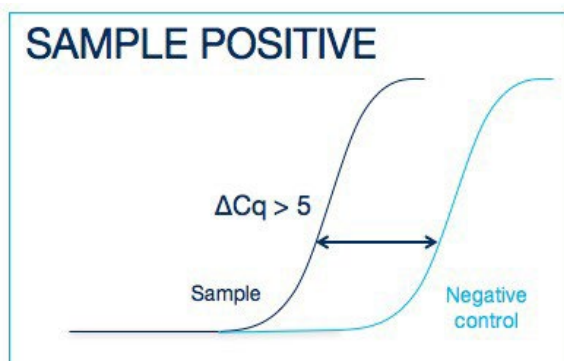 SAMPLE POSITIVE
ΔCq > 5
Sample
Negative
control